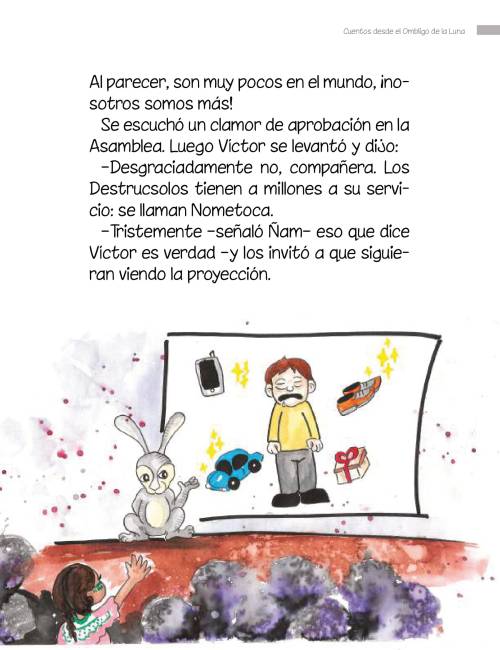 Cuentos desde el Ombligo de la Luna
Al parecer, son muy pocos en el mundo, ¡no-
sotros somos más!
Se escuchó un clamor de aprobación en la
Asamblea. Luego Víctor se levantó y dijo:
–Desgraciadamente no, compañera. Los
Destrucsolos tienen a millones a su servi-
cio: se llaman Nometoca.
–Tristemente –señaló Ñam– eso que dice
Víctor es verdad –y los invitó a que siguie-
ran viendo la proyección.